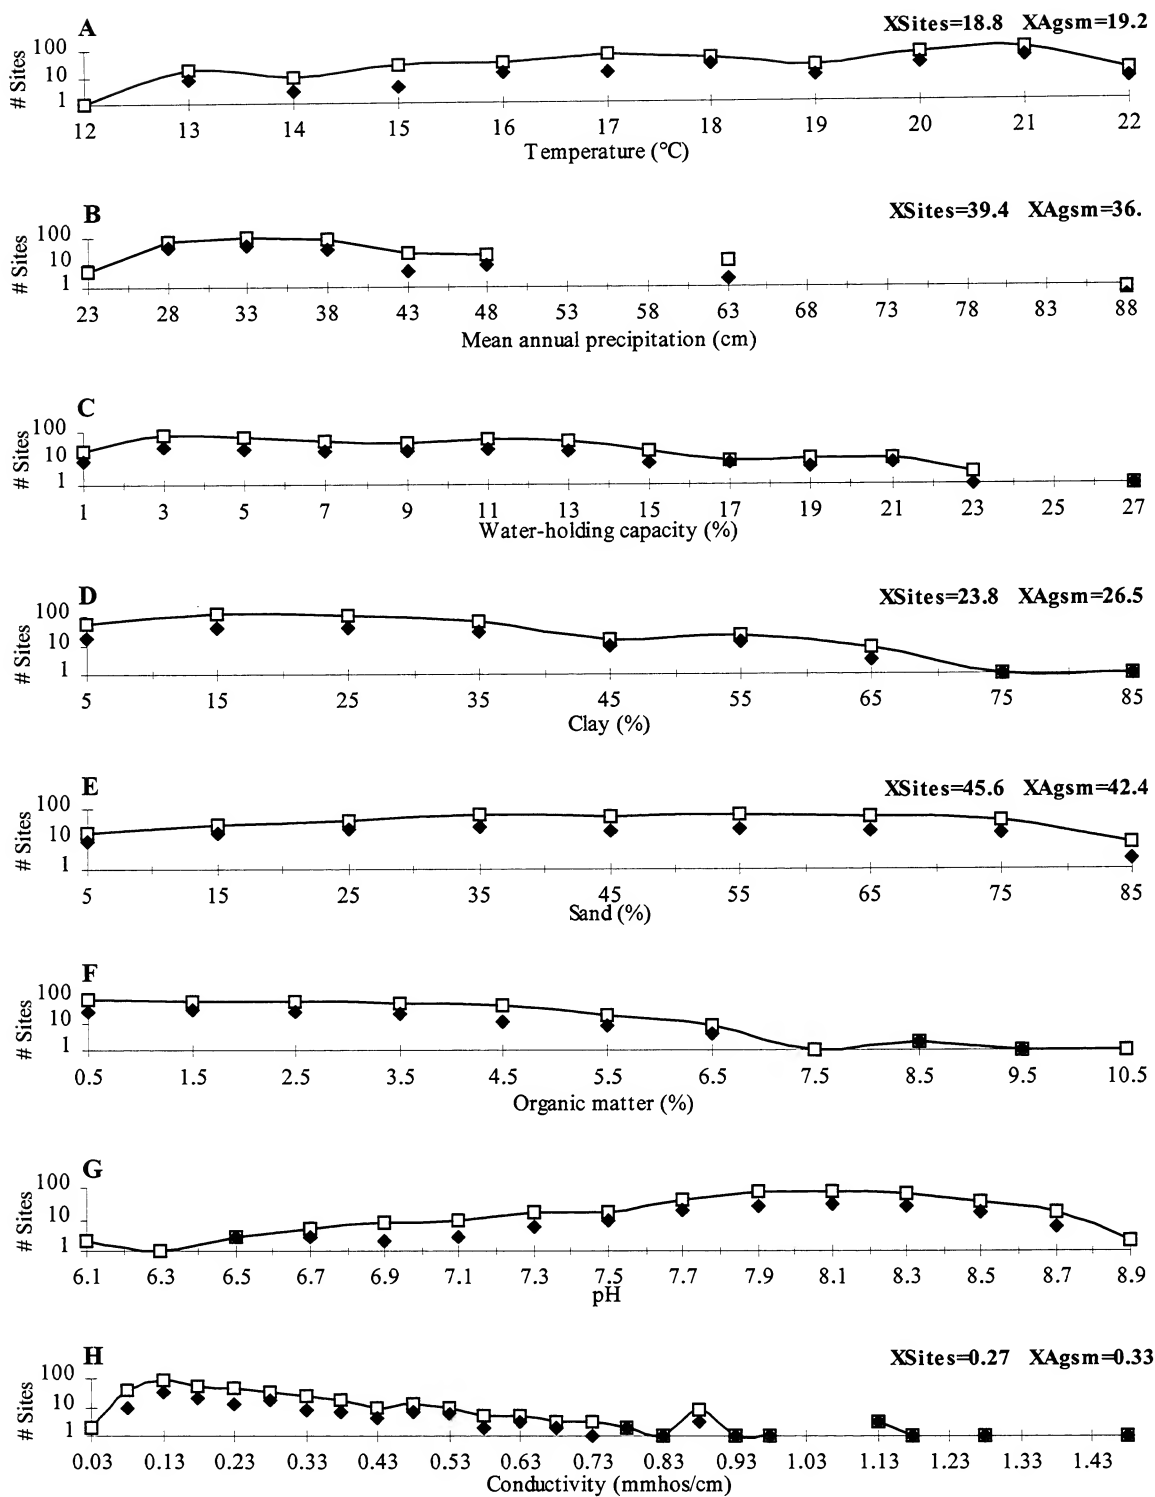 A
XSites=18.8 XAgsm=19.2
# Sites
100
10
1
12 13 14 15 16 17 18 19 20 21 22
Temperature (°C)
B
XSites=39.4 XAgsm=36.
# Sites
100
10
1
23 28 33 38 43 48 53 58 63 68 73 78 83 88
Mean annual precipitation (cm)
C
# Sites
100
10
1
1 3 5 7 9 11 13 15 17 19 21 23 25 27
Water-holding capacity (%)
D
XSites=23.8 XAgsm=26.5
# Sites
100
10
1
5 15 25 35 45 55 65 75 85
Clay (%)
E
XSites=45.6 XAgsm=42.4
# Sites
100
10
1
5 15 25 35 45 55 65 75 85
Sand (%)
F
# Sites
100
10
1
0.5 1.5 2.5 3.5 4.5 5.5 6.5 7.5 8.5 9.5 10.5
Organic matter (%)
G
# Sites
100
10
1
6.1 6.3 6.5 6.7 6.9 7.1 7.3 7.5 7.7 7.9 8.1 8.3 8.5 8.7 8.9
pH
H
XSites=0.27 XAgsm=0.33
# Sites
100
10
1
0.03 0.13 0.23 0.33 0.43 0.53 0.63 0.73 0.83 0.93 1.03 1.13 1.23 1.33 1.43
Conductivity (mmhos/cm)